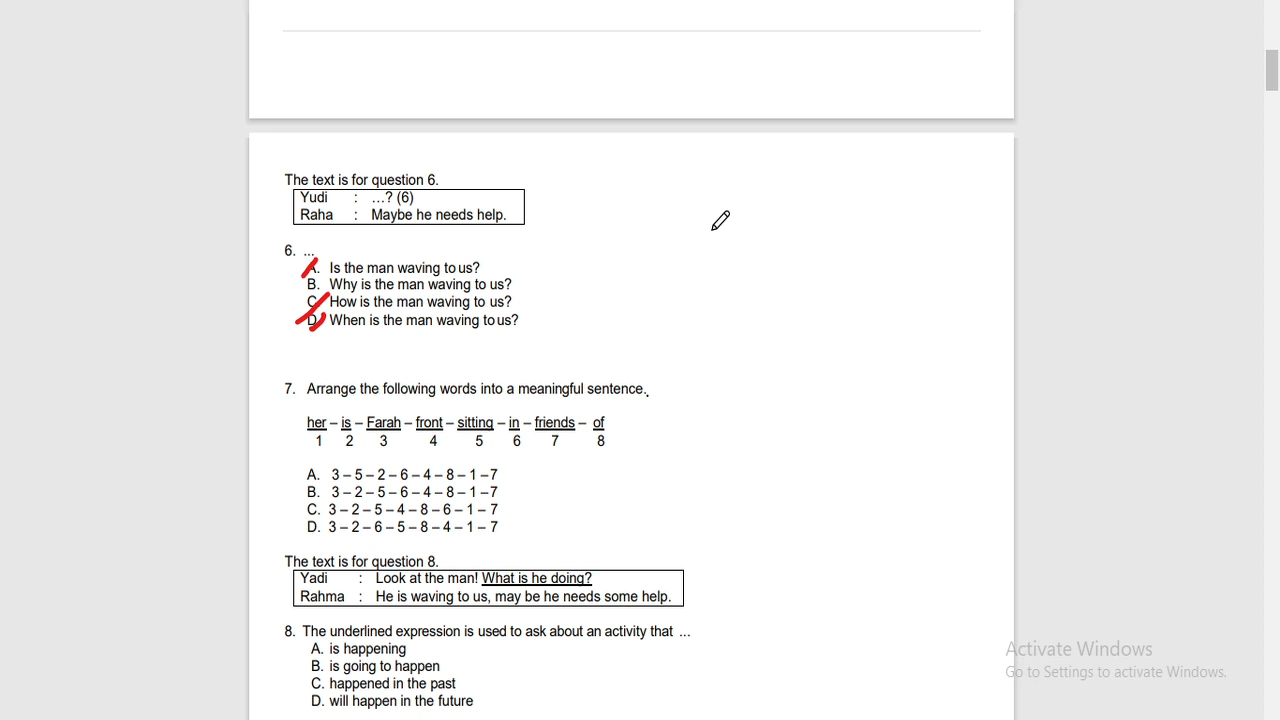 The text is for question 6.
Yudi : ...? (6)
Raha : Maybe he needs help.
6. ...
A. Is the man waving to us?
B. Why is the man waving to us?
C. How is the man waving to us?
D. When is the man waving to us?
7. Arrange the following words into a meaningful sentence.
her – is – Farah – front – sitting – in – friends – of
1 2 3 4 5 6 7 8
A. 3 – 5 – 2 – 6 – 4 – 8 – 1 –7
B. 3 – 2 – 5 – 6 – 4 – 8 – 1 –7
C. 3 – 2 – 5 – 4 – 8 – 6 – 1 – 7
D. 3 – 2 – 6 – 5 – 8 – 4 – 1 – 7
The text is for question 8.
Yadi : Look at the man! What is he doing?
Rahma : He is waving to us, may be he needs some help.
8. The underlined expression is used to ask about an activity that ...
A. is happening
B. is going to happen
C. happened in the past
D. will happen in the future
Activate Windows
Go to Settings to activate Windows.